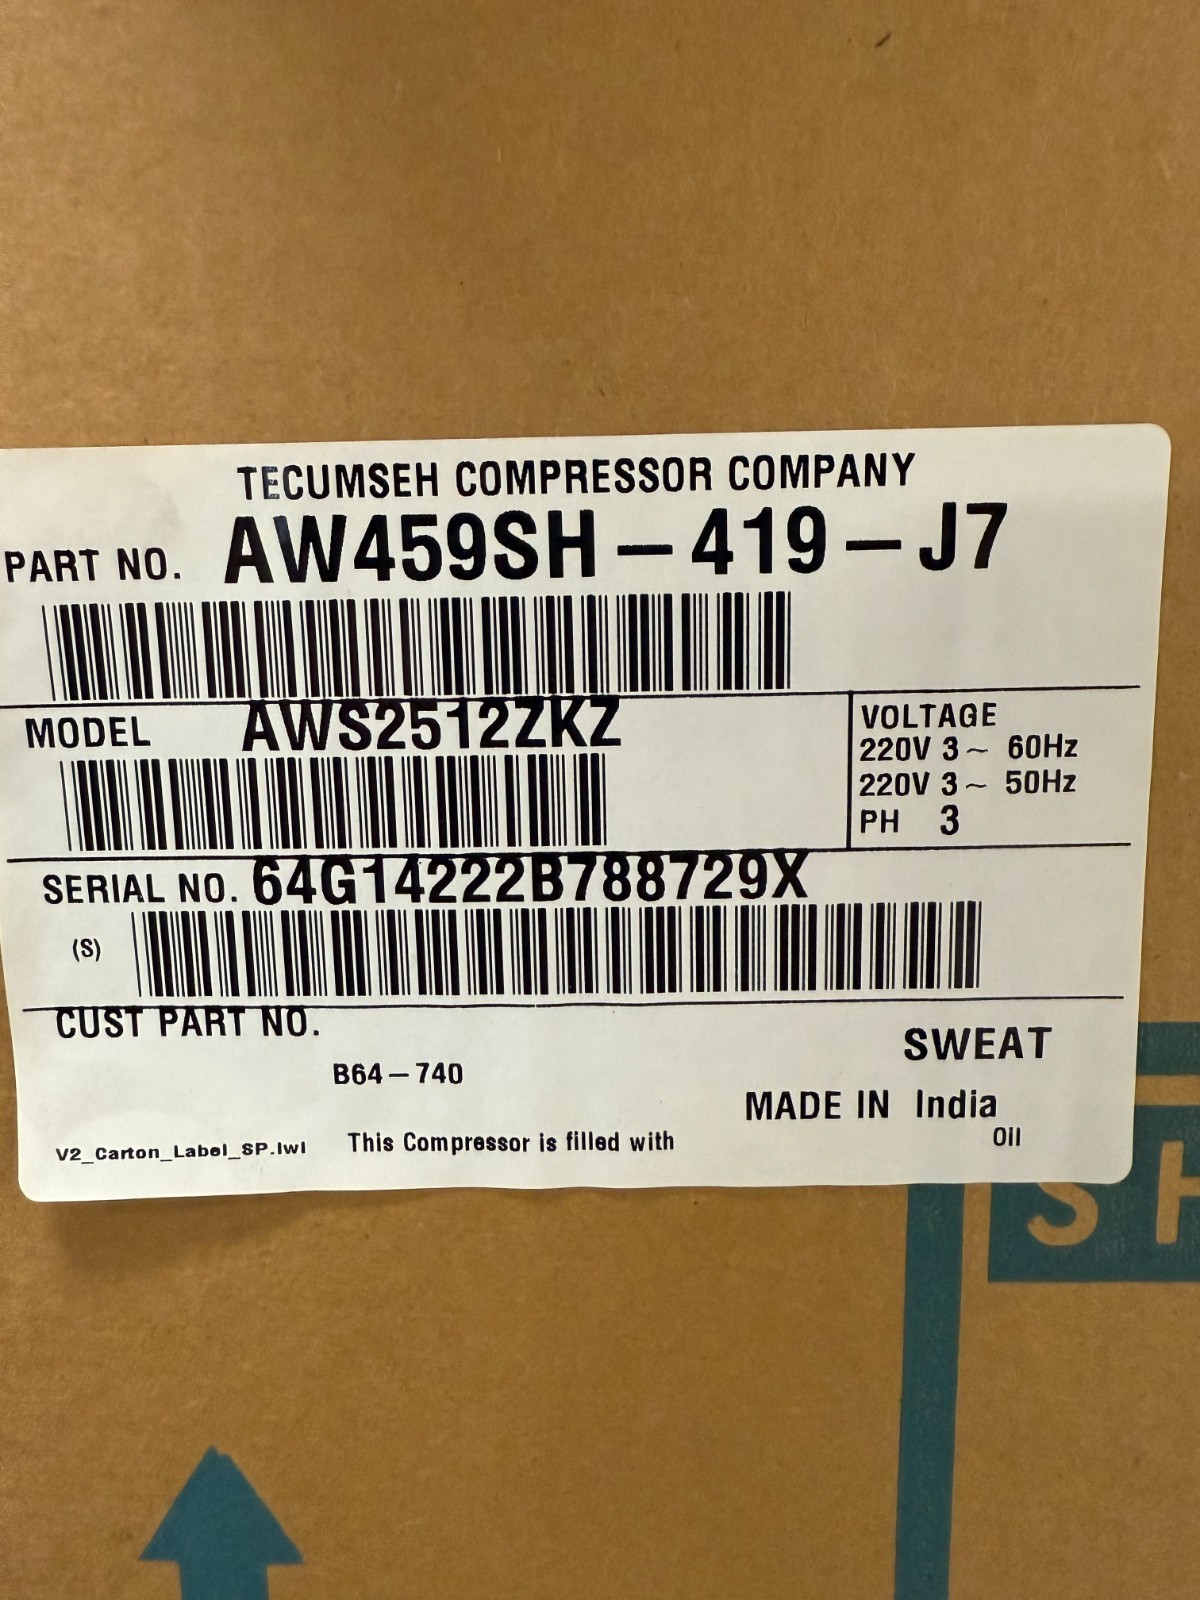 TECUMSEH COMPRESSOR COMPANY
PART NO. AW459SH-419-J7
MODEL AWS2512ZKZ
VOLTAGE
220V 3~ 60Hz
220V 3~ 50Hz
PH 3
SERIAL NO. 64G14222B788729X
(S)
CUST PART NO.
B64-740
SWEAT
MADE IN India
V2_Carton_Label_SP.lwl This Compressor is filled with Oil
S H